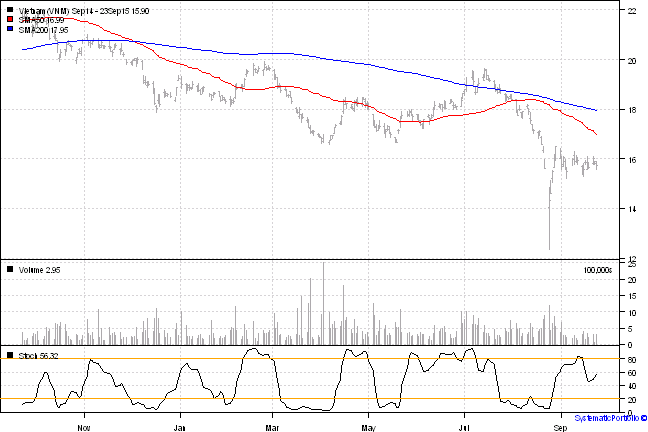 Vietnam (VNM) Sep14 - 23Sep15 15.90
SMA50 16.99
SMA200 17.95
22
20
18
16
14
12
Volume 2.95
100,000s
25
20
15
10
5
0
Stoch 56.32
80
60
40
20
0
Nov
Jan
Mar
May
Jul
Sep
SystematicPortfolio ©